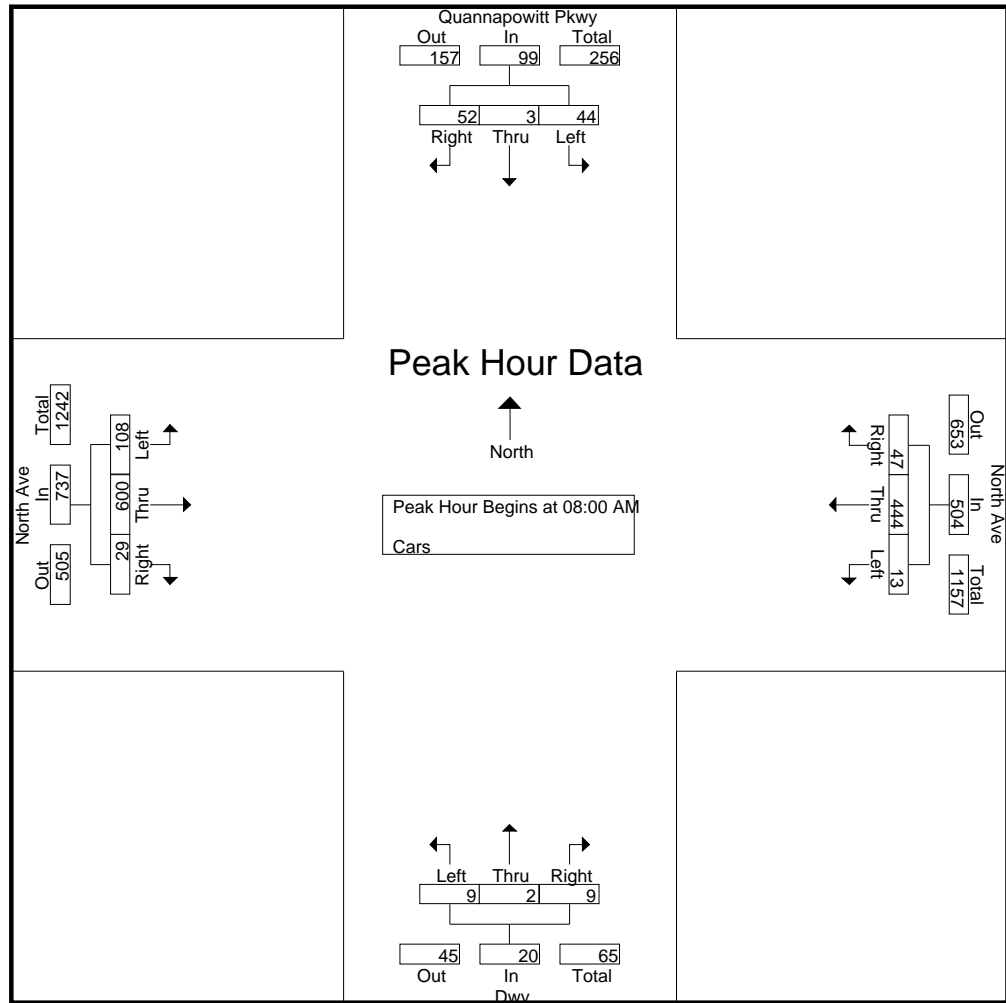 Quannapowitt Pkwy
Out In Total
157 99 256
52 3 44
Right Thru Left
Peak Hour Data
North
Peak Hour Begins at 08:00 AM
Cars
North Ave
Out In Total
505 737 1242
29 600 108
Right Thru Left
North Ave
Out In Total
653 504 1157
47 444 13
Right Thru Left
Left Thru Right
9 2 9
45 20 65
Out In Total
Dwy